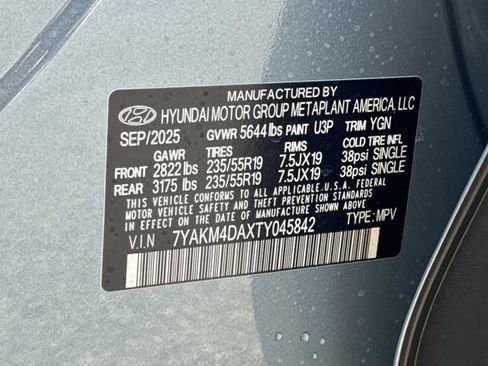 MANUFACTURED BY
HYUNDAI MOTOR GROUP METAPLANT AMERICA, LLC
SEP/2025 GVWR 5644 lbs PAINT U3P TRIM YGN
GAWR TIRES RIMS COLD TIRE INFL
FRONT 2822 lbs 235/55R19 7.5JX19 38psi SINGLE
REAR 3175 lbs 235/55R19 7.5JX19 38psi SINGLE
THIS VEHICLE CONFORMS TO ALL APPLICABLE U.S.A. FEDERAL
MOTOR VEHICLE SAFETY STANDARDS IN EFFECT ON THE
DATE OF MANUFACTURE SHOWN ABOVE.
V.I.N 7YAKM4DAXTY045842 TYPE: MPV